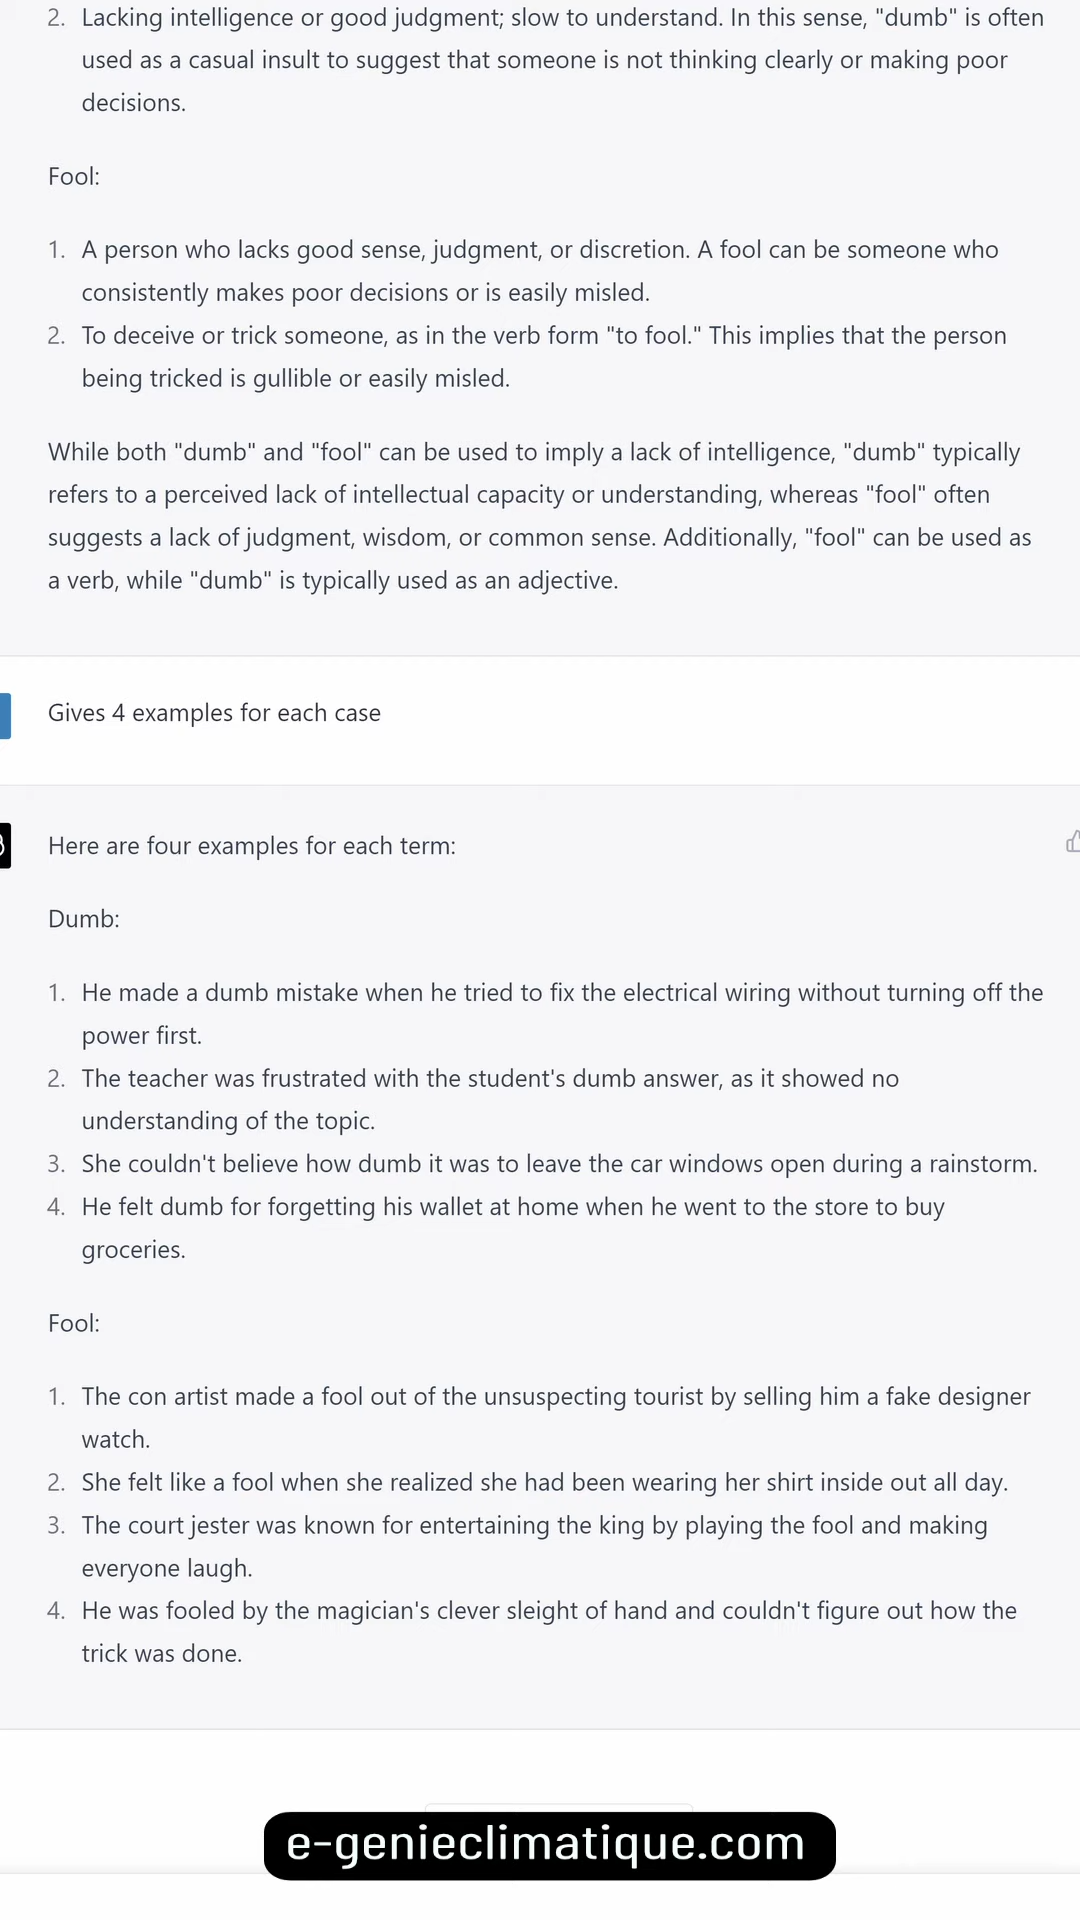 2. Lacking intelligence or good judgment; slow to understand. In this sense, "dumb" is often
used as a casual insult to suggest that someone is not thinking clearly or making poor
decisions.
Fool:
1. A person who lacks good sense, judgment, or discretion. A fool can be someone who
consistently makes poor decisions or is easily misled.
2. To deceive or trick someone, as in the verb form "to fool." This implies that the person
being tricked is gullible or easily misled.
While both "dumb" and "fool" can be used to imply a lack of intelligence, "dumb" typically
refers to a perceived lack of intellectual capacity or understanding, whereas "fool" often
suggests a lack of judgment, wisdom, or common sense. Additionally, "fool" can be used as
a verb, while "dumb" is typically used as an adjective.
Gives 4 examples for each case
Here are four examples for each term:
Dumb:
1. He made a dumb mistake when he tried to fix the electrical wiring without turning off the
power first.
2. The teacher was frustrated with the student's dumb answer, as it showed no
understanding of the topic.
3. She couldn't believe how dumb it was to leave the car windows open during a rainstorm.
4. He felt dumb for forgetting his wallet at home when he went to the store to buy
groceries.
Fool:
1. The con artist made a fool out of the unsuspecting tourist by selling him a fake designer
watch.
2. She felt like a fool when she realized she had been wearing her shirt inside out all day.
3. The court jester was known for entertaining the king by playing the fool and making
everyone laugh.
4. He was fooled by the magician's clever sleight of hand and couldn't figure out how the
trick was done.
e-genieclimatique.com